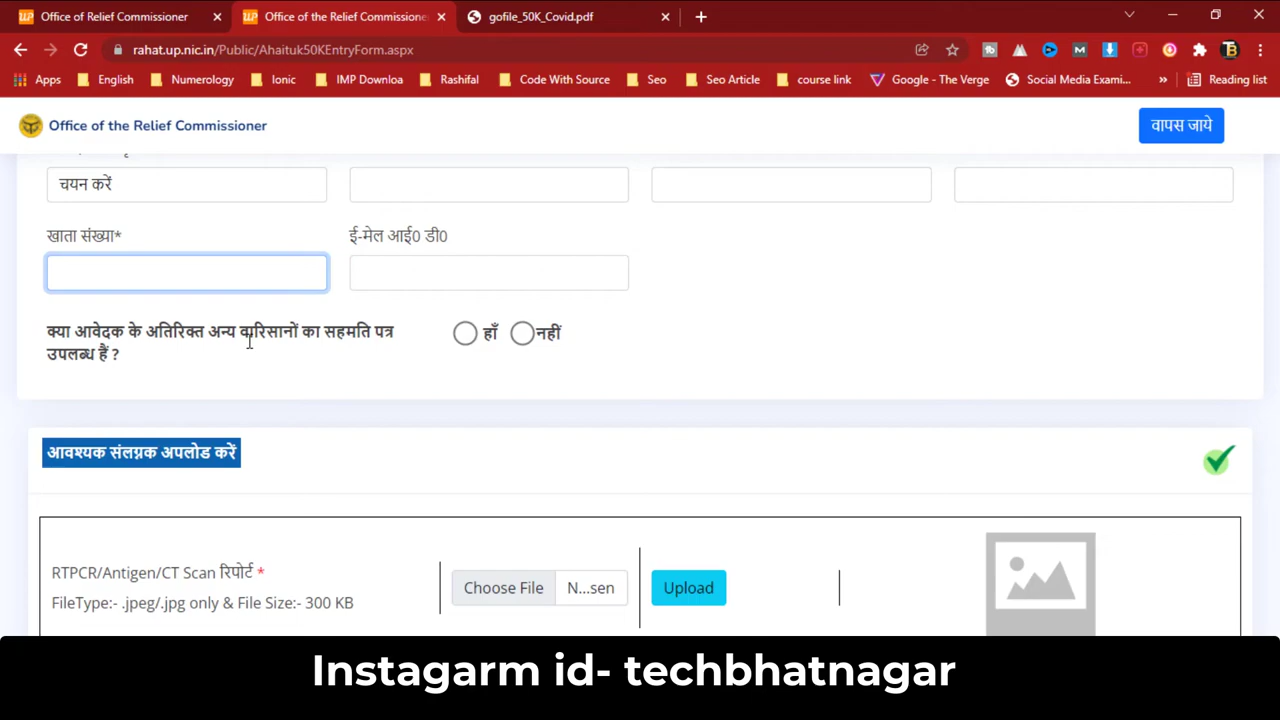 Office of Relief Commissioner
Office of the Relief Commissione
gofile_50K_Covid.pdf
rahat.up.nic.in/Public/Ahaituk50KEntryForm.aspx
Apps English Numerology Ionic IMP Downloa Rashifal Code With Source Seo Seo Article course link Google - The Verge Social Media Exami... » Reading list
Office of the Relief Commissioner
वापस जाये
चयन करें
खाता संख्या* ई-मेल आई0 डी0
क्या आवेदक के अतिरिक्त अन्य वारिसानों का सहमति पत्र हाँ नहीं
उपलब्ध हैं ?
आवश्यक संलग्नक अपलोड करें
RTPCR/Antigen/CT Scan रिपोर्ट *
Choose File N...sen Upload
FileType:- .jpeg/.jpg only & File Size:- 300 KB
Instagarm id- techbhatnagar